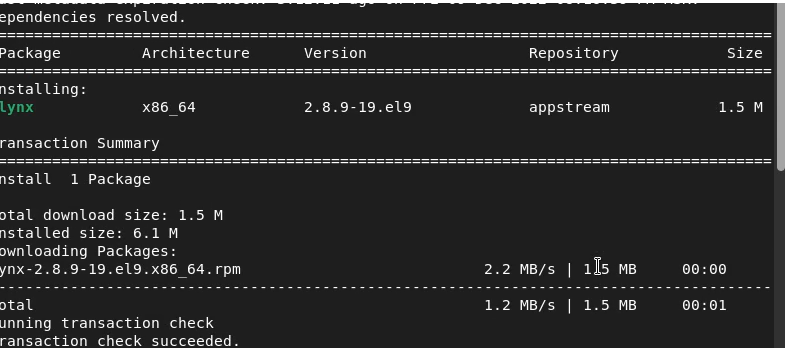 ependencies resolved.
================================================================================
Package Architecture Version Repository Size
================================================================================
nstalling:
lynx x86_64 2.8.9-19.el9 appstream 1.5 M
ransaction Summary
================================================================================
nstall 1 Package
otal download size: 1.5 M
nstalled size: 6.1 M
ownloading Packages:
ynx-2.8.9-19.el9.x86_64.rpm 2.2 MB/s | 1.5 MB 00:00
--------------------------------------------------------------------------------
otal 1.2 MB/s | 1.5 MB 00:01
unning transaction check
ransaction check succeeded.